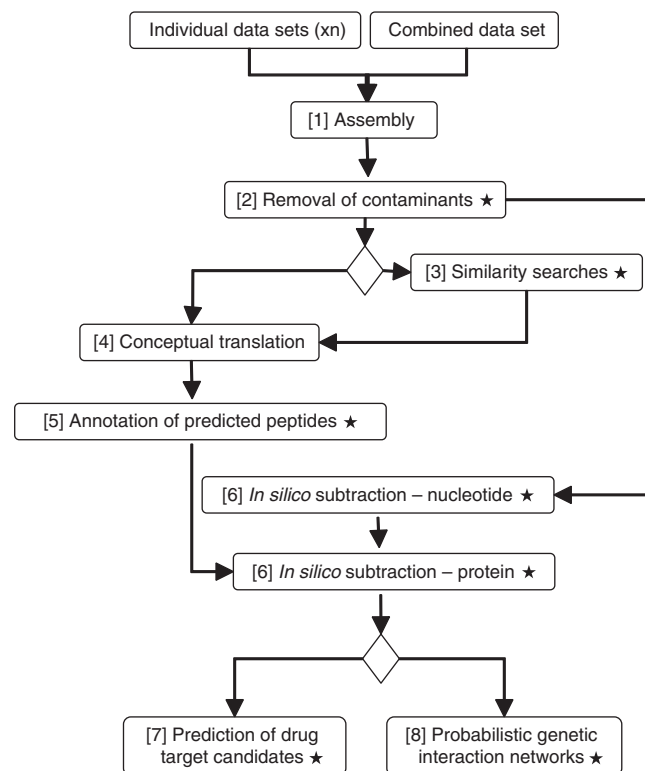 Individual data sets (xn)
Combined data set
[1] Assembly
[2] Removal of contaminants ★
[3] Similarity searches ★
[4] Conceptual translation
[5] Annotation of predicted peptides ★
[6] In silico subtraction – nucleotide ★
[6] In silico subtraction – protein ★
[7] Prediction of drug
target candidates ★
[8] Probabilistic genetic
interaction networks ★